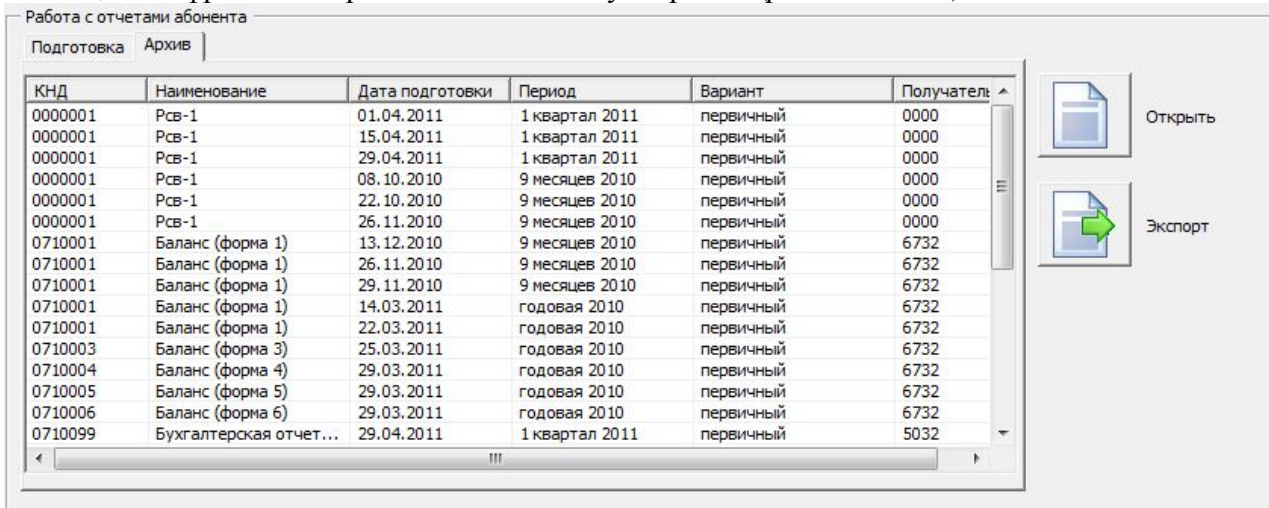 Работа с отчетами абонента
Подготовка Архив
КНД Наименование Дата подготовки Период Вариант Получатель
0000001 Рсв-1 01.04.2011 1 квартал 2011 первичный 0000
Открыть
0000001 Рсв-1 15.04.2011 1 квартал 2011 первичный 0000
0000001 Рсв-1 29.04.2011 1 квартал 2011 первичный 0000
0000001 Рсв-1 08.10.2010 9 месяцев 2010 первичный 0000
0000001 Рсв-1 22.10.2010 9 месяцев 2010 первичный 0000
0000001 Рсв-1 26.11.2010 9 месяцев 2010 первичный 0000
Экспорт
0710001 Баланс (форма 1) 13.12.2010 9 месяцев 2010 первичный 6732
0710001 Баланс (форма 1) 26.11.2010 9 месяцев 2010 первичный 6732
0710001 Баланс (форма 1) 29.11.2010 9 месяцев 2010 первичный 6732
0710001 Баланс (форма 1) 14.03.2011 годовая 2010 первичный 6732
0710001 Баланс (форма 1) 22.03.2011 годовая 2010 первичный 6732
0710003 Баланс (форма 3) 25.03.2011 годовая 2010 первичный 6732
0710004 Баланс (форма 4) 29.03.2011 годовая 2010 первичный 6732
0710005 Баланс (форма 5) 29.03.2011 годовая 2010 первичный 6732
0710006 Баланс (форма 6) 29.03.2011 годовая 2010 первичный 6732
0710099 Бухгалтерская отчет... 29.04.2011 1 квартал 2011 первичный 5032